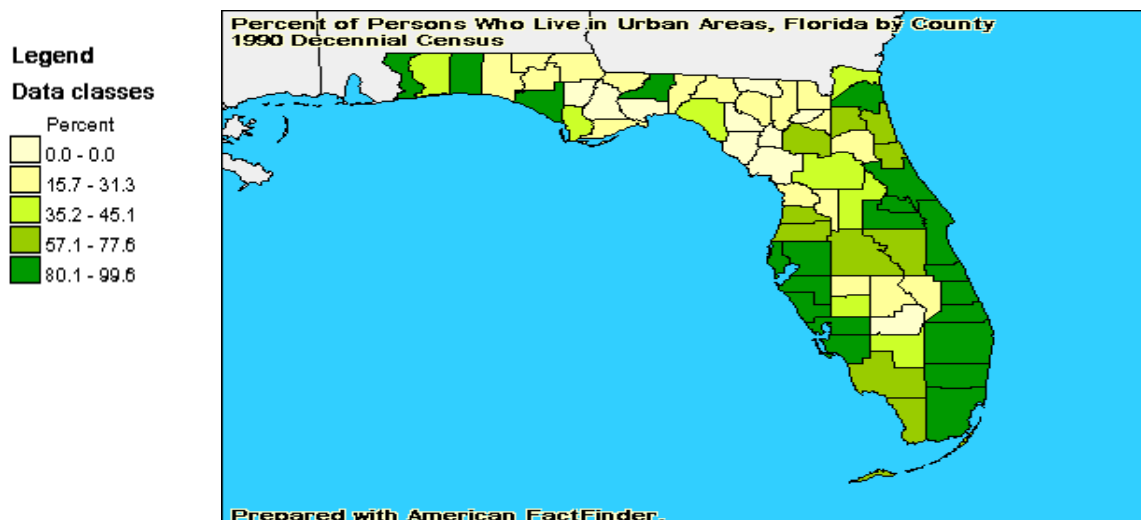 Percent of Persons Who Live in Urban Areas, Florida by County
1990 Decennial Census
Legend
Data classes
Percent
0.0 - 0.0
15.7 - 31.3
35.2 - 45.1
57.1 - 77.6
80.1 - 99.6
Prepared with American FactFinder.